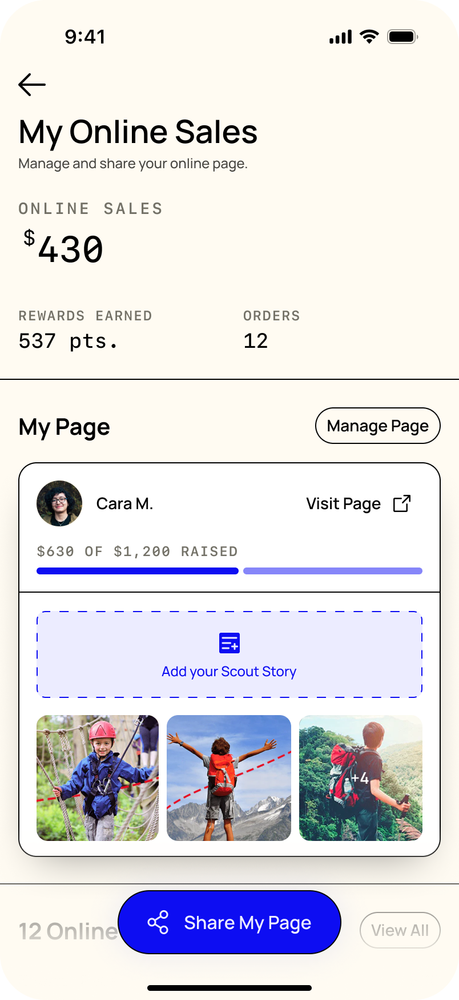 9:41
My Online Sales
Manage and share your online page.
ONLINE SALES
$430
REWARDS EARNED
ORDERS
537 pts.
12
My Page
Manage Page
Cara M.
Visit Page
$630 OF $1,200 RAISED
Add your Scout Story
+4
12 Online
Share My Page
View All